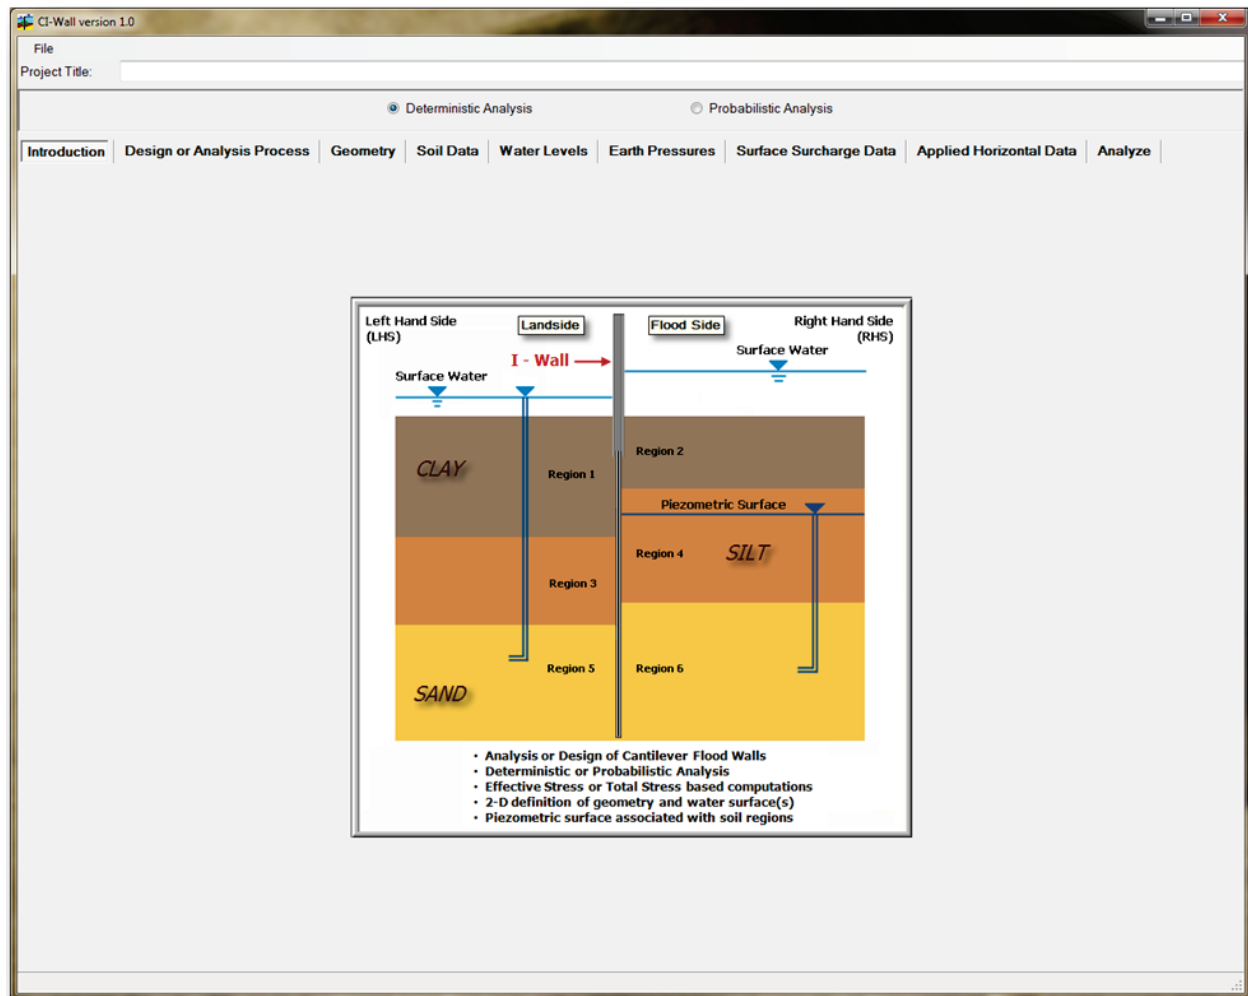 CI-Wall version 1.0
File
Project Title:
Deterministic Analysis Probabilistic Analysis
Introduction Design or Analysis Process Geometry Soil Data Water Levels Earth Pressures Surface Surcharge Data Applied Horizontal Data Analyze
Left Hand Side
(LHS)
Landside
Flood Side
Right Hand Side
(RHS)
I - Wall
Surface Water
Surface Water
CLAY
Region 1
Region 2
Piezometric Surface
Region 3
Region 4
SILT
SAND
Region 5
Region 6
· Analysis or Design of Cantilever Flood Walls
· Deterministic or Probabilistic Analysis
· Effective Stress or Total Stress based computations
· 2-D definition of geometry and water surface(s)
· Piezometric surface associated with soil regions